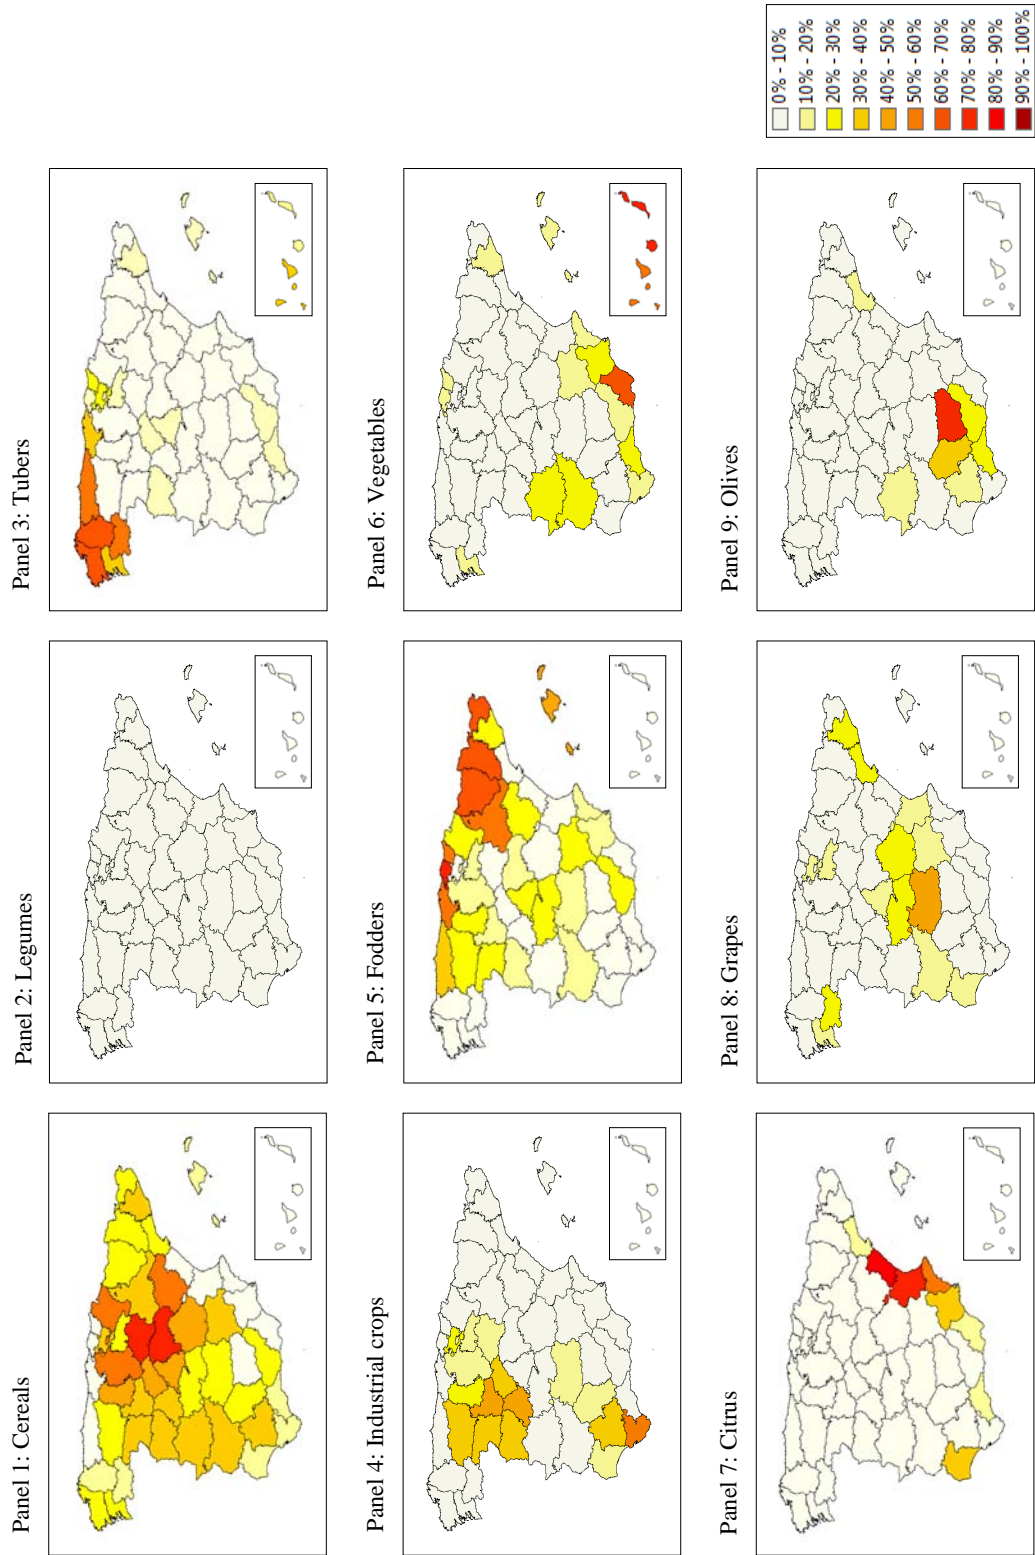 Panel 1: Cereals
Panel 2: Legumes
Panel 3: Tubers
Panel 4: Industrial crops
Panel 5: Fodders
Panel 6: Vegetables
Panel 7: Citrus
Panel 8: Grapes
Panel 9: Olives
0% - 10%
10% - 20%
20% - 30%
30% - 40%
40% - 50%
50% - 60%
60% - 70%
70% - 80%
80% - 90%
90% - 100%